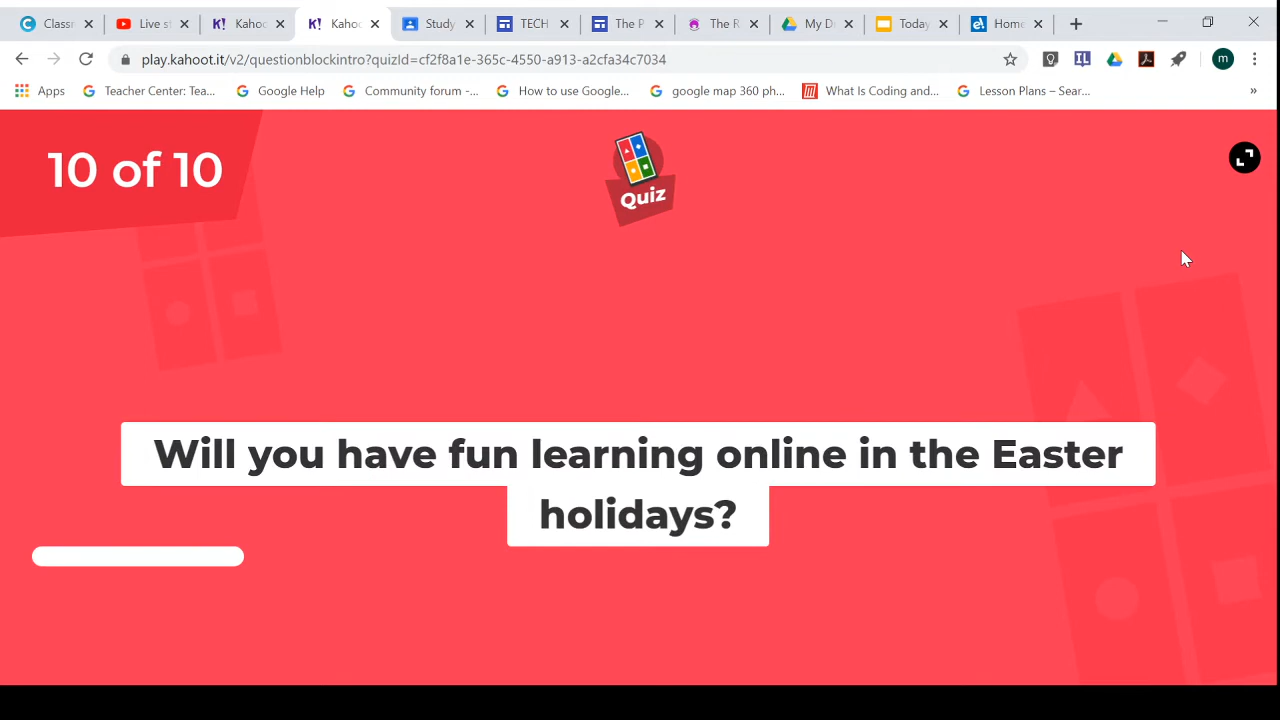 Classr
Live st
Kahoo
Kahoo
Study
TECH
The P
The R
My Dr
Today
Home
play.kahoot.it/v2/questionblockintro?quizId=cf2f8a1e-365c-4550-a913-a2cfa34c7034
m
Apps
Teacher Center: Tea...
Google Help
Community forum -...
How to use Google...
google map 360 ph...
What Is Coding and...
Lesson Plans – Sear...
»
10 of 10
Quiz
Will you have fun learning online in the Easter
holidays?